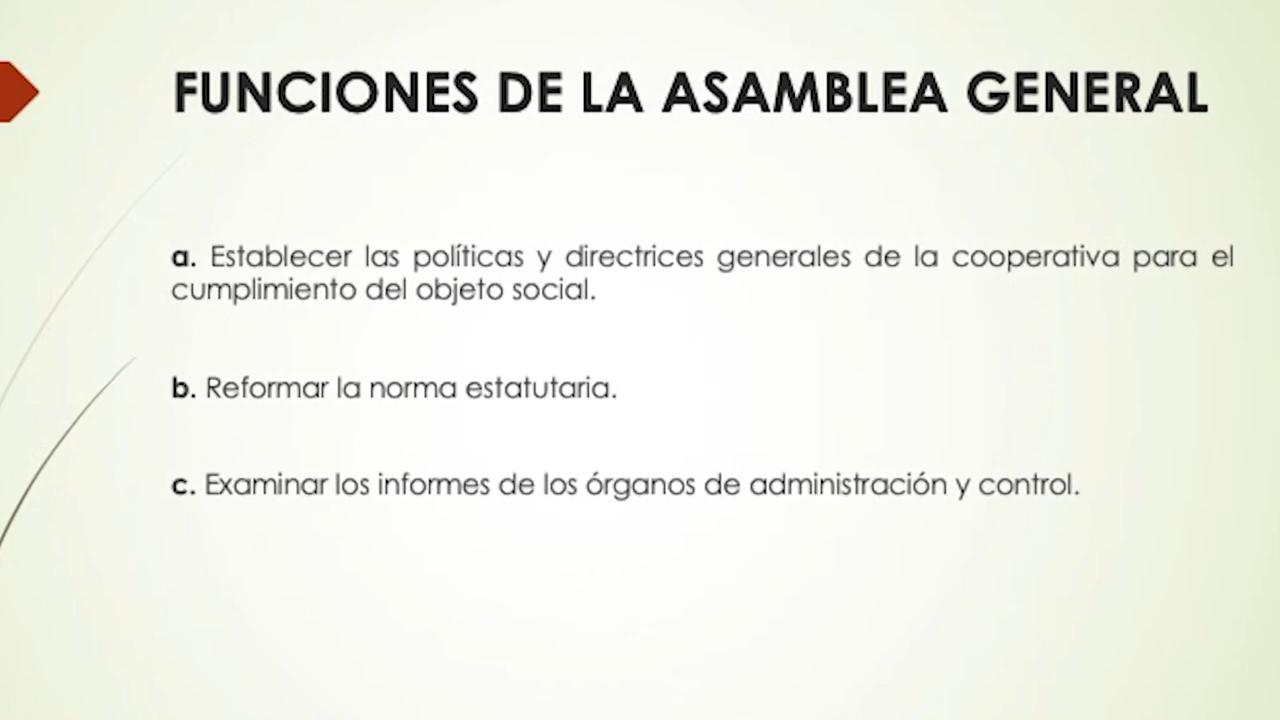 FUNCIONES DE LA ASAMBLEA GENERAL
a. Establecer las políticas y directrices generales de la cooperativa para el
cumplimiento del objeto social.
b. Reformar la norma estatutaria.
c. Examinar los informes de los órganos de administración y control.